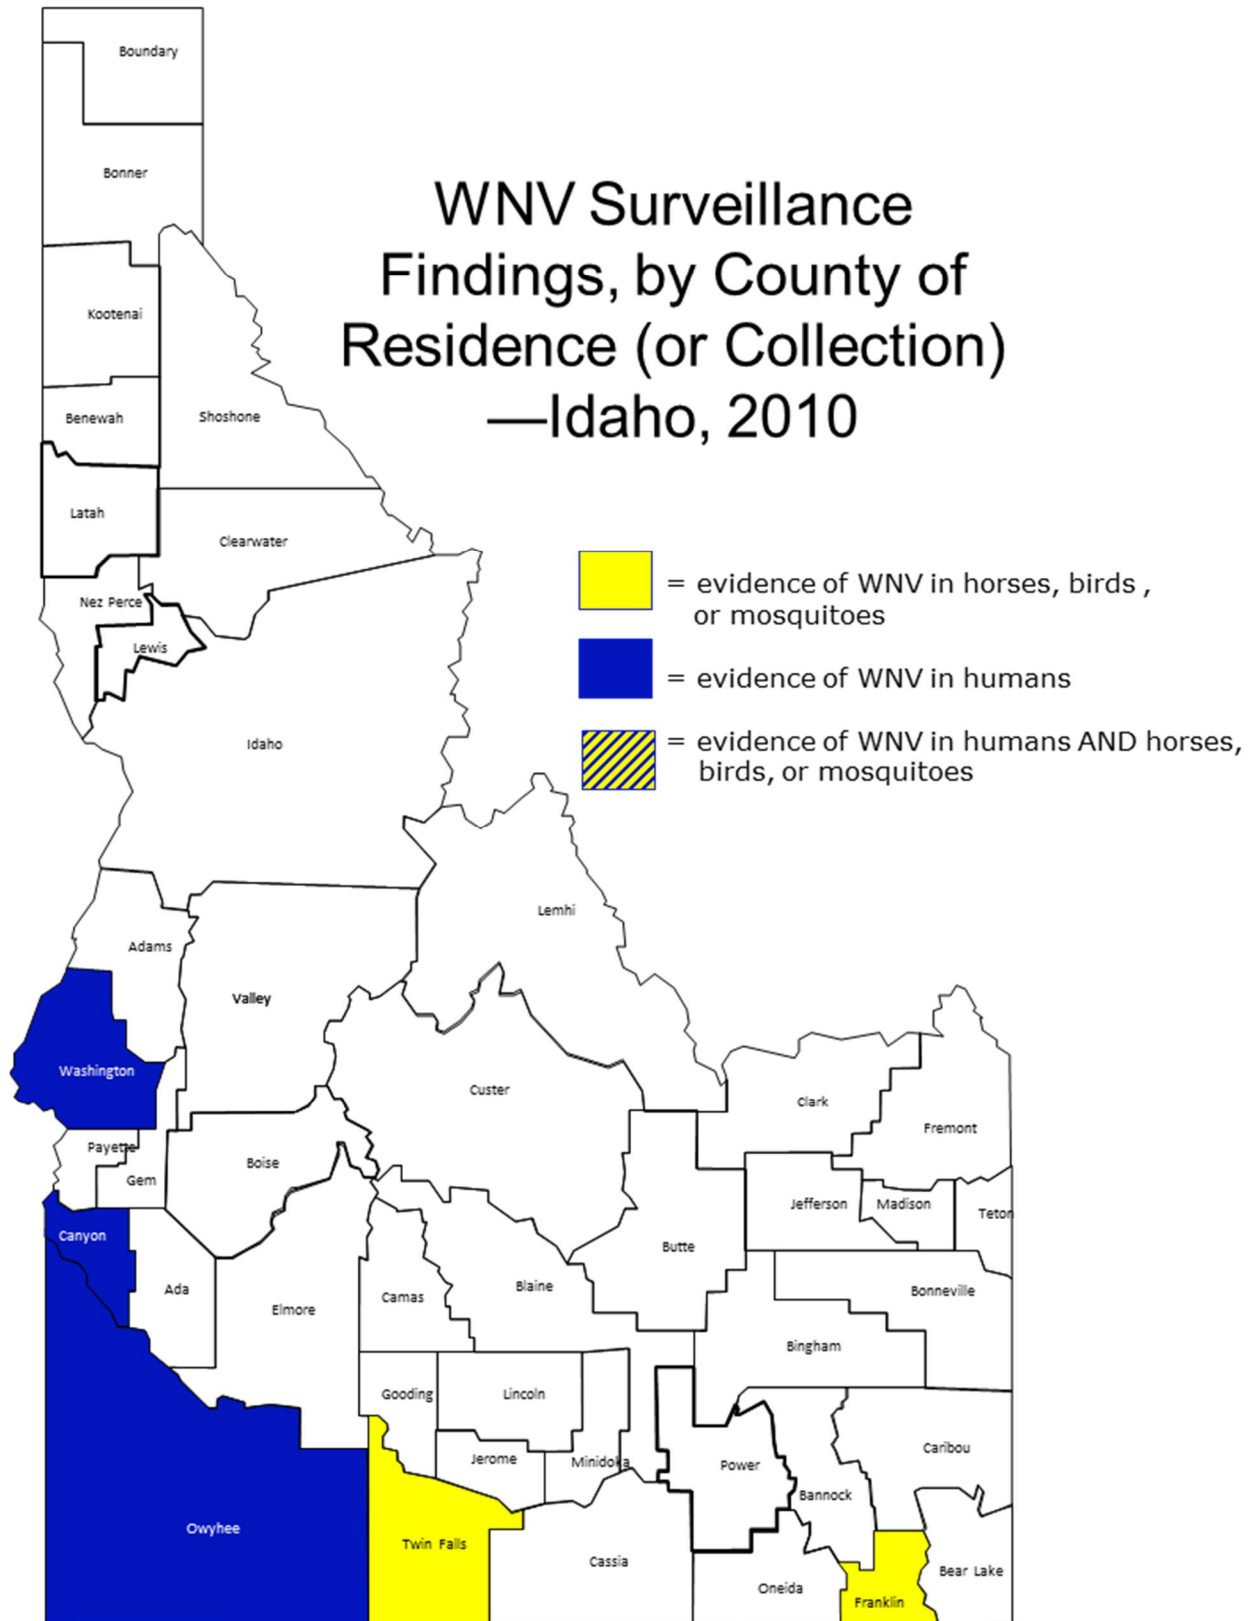 Boundary
Bonner
WNV Surveillance
Findings, by County of
Residence (or Collection)
—Idaho, 2010
Kootenai
Benewah
Shoshone
Latah
Clearwater
= evidence of WNV in horses, birds ,
or mosquitoes
Nez Perce
Lewis
= evidence of WNV in humans
Idaho
= evidence of WNV in humans AND horses,
birds, or mosquitoes
Lemhi
Adams
Valley
Washington
Custer
Clark
Fremont
Payette
Boise
Gem
Jefferson
Madison
Teton
Canyon
Butte
Ada
Blaine
Bonneville
Camas
Elmore
Bingham
Gooding
Lincoln
Caribou
Jerome
Minidoka
Power
Bannock
Owyhee
Twin Falls
Cassia
Bear Lake
Oneida
Franklin